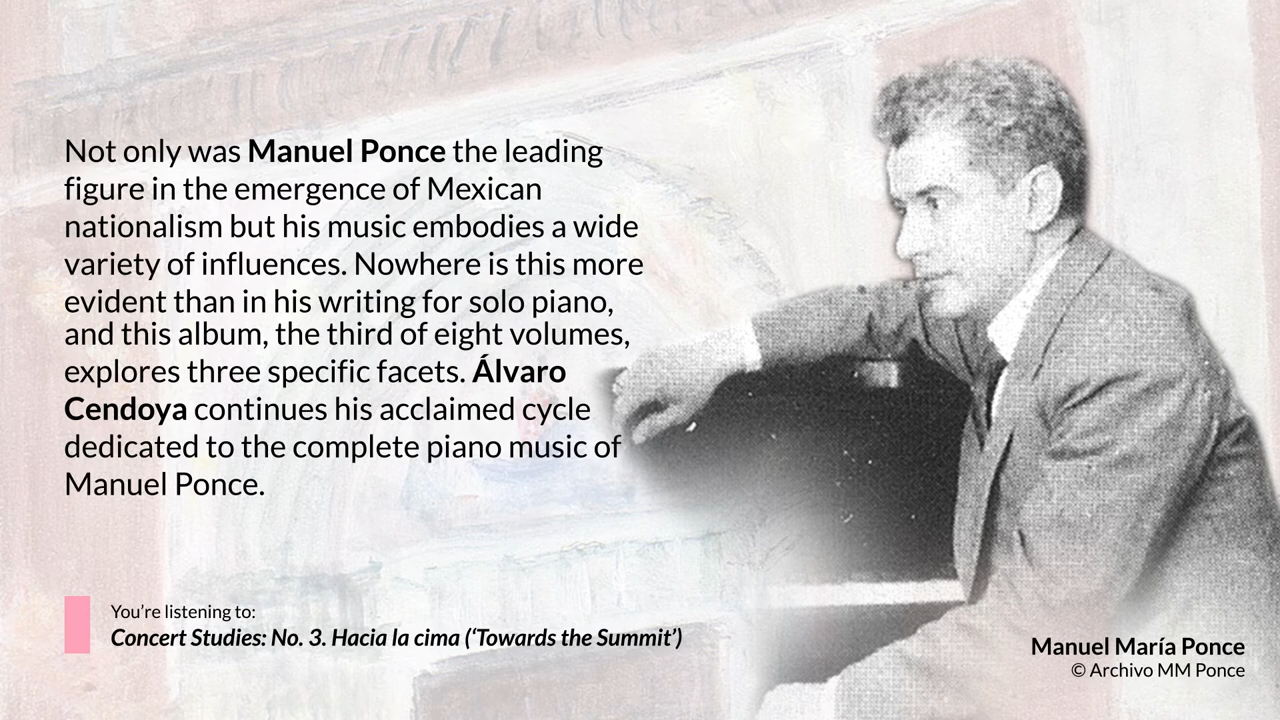 Not only was Manuel Ponce the leading
figure in the emergence of Mexican
nationalism but his music embodies a wide
variety of influences. Nowhere is this more
evident than in his writing for solo piano,
and this album, the third of eight volumes,
explores three specific facets. Álvaro
Cendoya continues his acclaimed cycle
dedicated to the complete piano music of
Manuel Ponce.
You’re listening to:
Concert Studies: No. 3. Hacia la cima (‘Towards the Summit’)
Manuel María Ponce
© Archivo MM Ponce